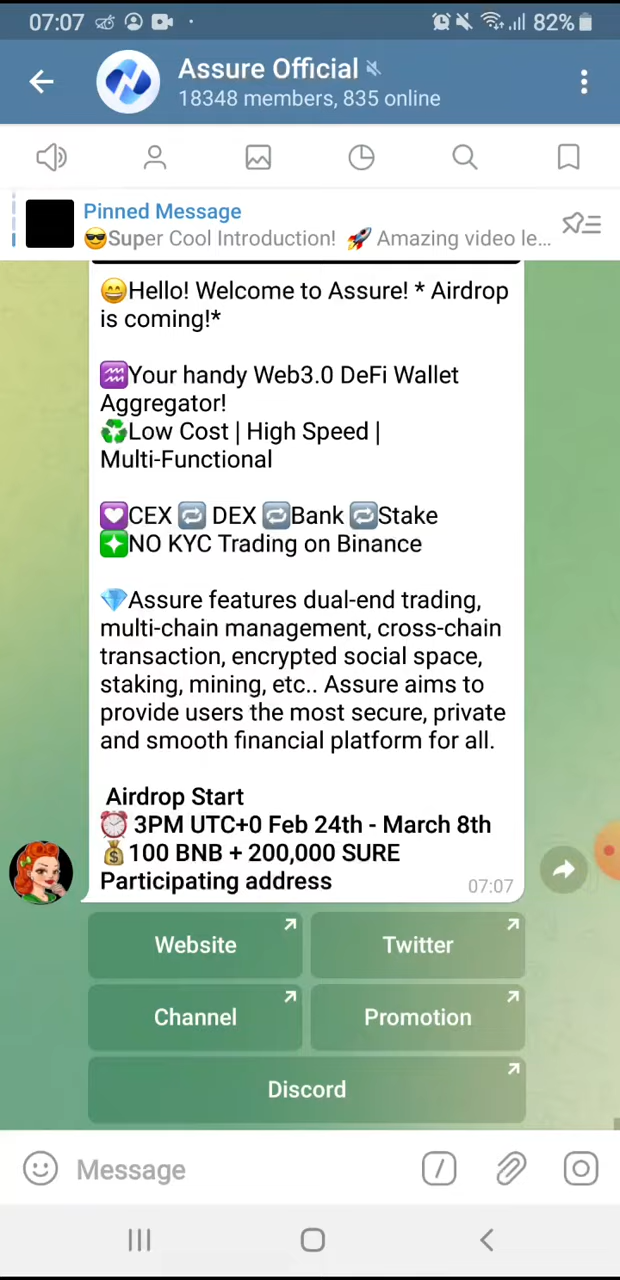 07:07 82%
Assure Official
18348 members, 835 online
Pinned Message
😎Super Cool Introduction! 🚀 Amazing video le...
😄Hello! Welcome to Assure! * Airdrop
is coming!*
♒Your handy Web3.0 DeFi Wallet
Aggregator!
♻️Low Cost | High Speed |
Multi-Functional
💟CEX 🔁 DEX 🔁Bank 🔁Stake
❇️NO KYC Trading on Binance
💎Assure features dual-end trading,
multi-chain management, cross-chain
transaction, encrypted social space,
staking, mining, etc.. Assure aims to
provide users the most secure, private
and smooth financial platform for all.
Airdrop Start
⏰ 3PM UTC+0 Feb 24th - March 8th
💰100 BNB + 200,000 SURE
Participating address
07:07
Website
Twitter
Channel
Promotion
Discord
Message